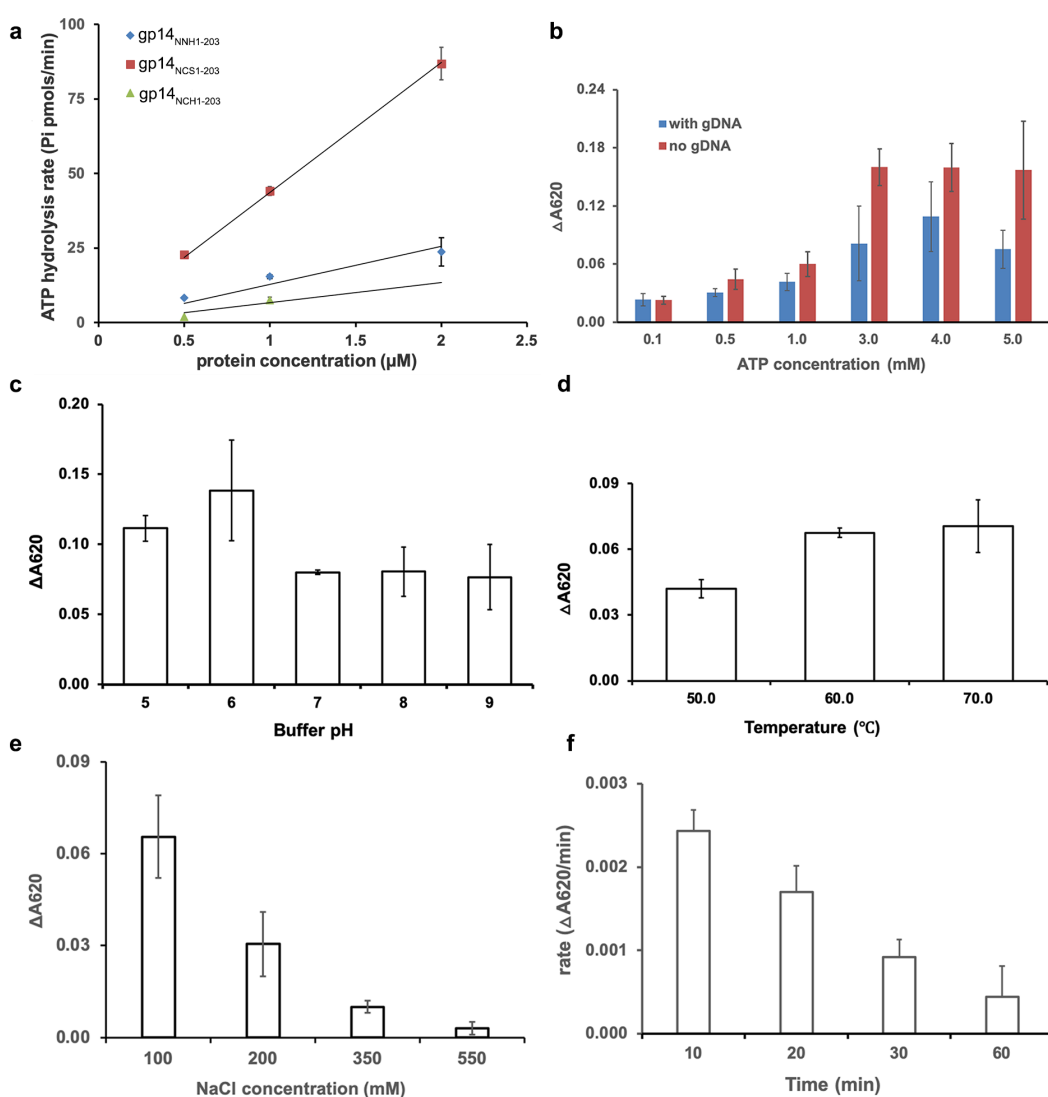 a
ATP hydrolysis rate (Pi pmols/min)
100
75
50
25
0
gp14NNH1-203
gp14NCS1-203
gp14NCH1-203
0
0.5
1
1.5
2
2.5
protein concentration (µM)
b
ΔA620
0.24
0.18
0.12
0.06
0.00
with gDNA
no gDNA
0.1
0.5
1.0
3.0
4.0
5.0
ATP concentration (mM)
c
ΔA620
0.20
0.15
0.10
0.05
0.00
5
6
7
8
9
Buffer pH
d
ΔA620
0.09
0.06
0.03
0.00
50.0
60.0
70.0
Temperature (℃)
e
ΔA620
0.09
0.06
0.03
0.00
100
200
350
550
NaCl concentration (mM)
f
rate (ΔA620/min)
0.003
0.002
0.001
0.000
10
20
30
60
Time (min)